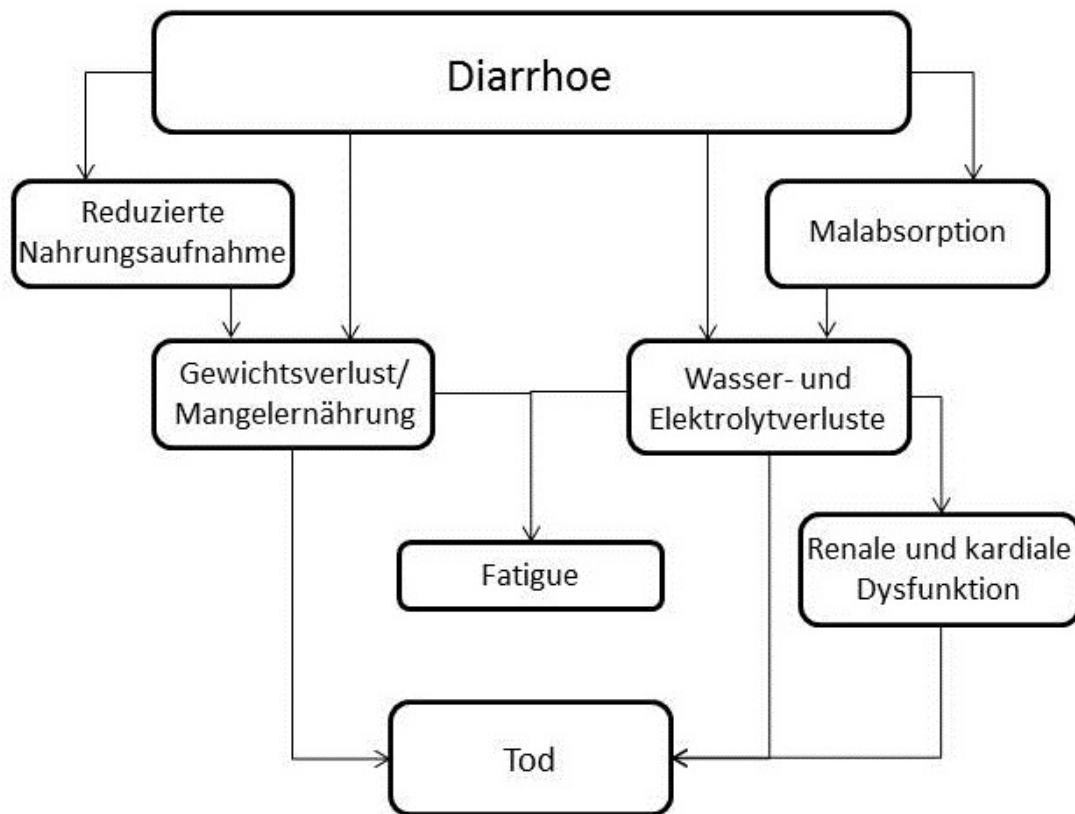 Diarrhoe
Reduzierte
Nahrungsaufnahme
Malabsorption
Gewichtsverlust/
Mangelernährung
Wasser- und
Elektrolytverluste
Fatigue
Renale und kardiale
Dysfunktion
Tod